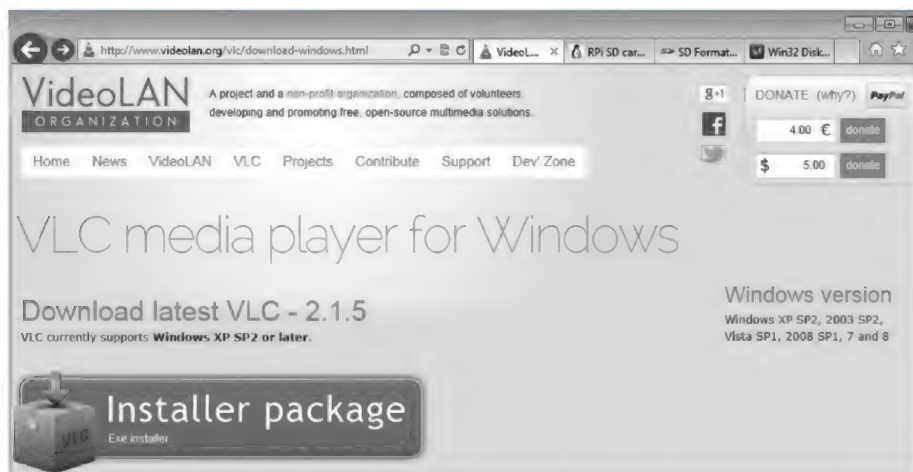 http://www.videolan.org/vlc/download-windows.html
VideoL...
RPi SD car...
SD Format...
Win32 Disk...
VideoLAN
ORGANIZATION
A project and a non-profit organization, composed of volunteers,
developing and promoting free, open-source multimedia solutions.
g+1
DONATE (why?)
PayPal
f
4.00 € donate
$ 5.00 donate
Home News VideoLAN VLC Projects Contribute Support Dev' Zone
VLC media player for Windows
Download latest VLC - 2.1.5
VLC currently supports Windows XP SP2 or later.
Windows version
Windows XP SP2, 2003 SP2,
Vista SP1, 2008 SP1, 7 and 8
Installer package
Exe installer
VLC